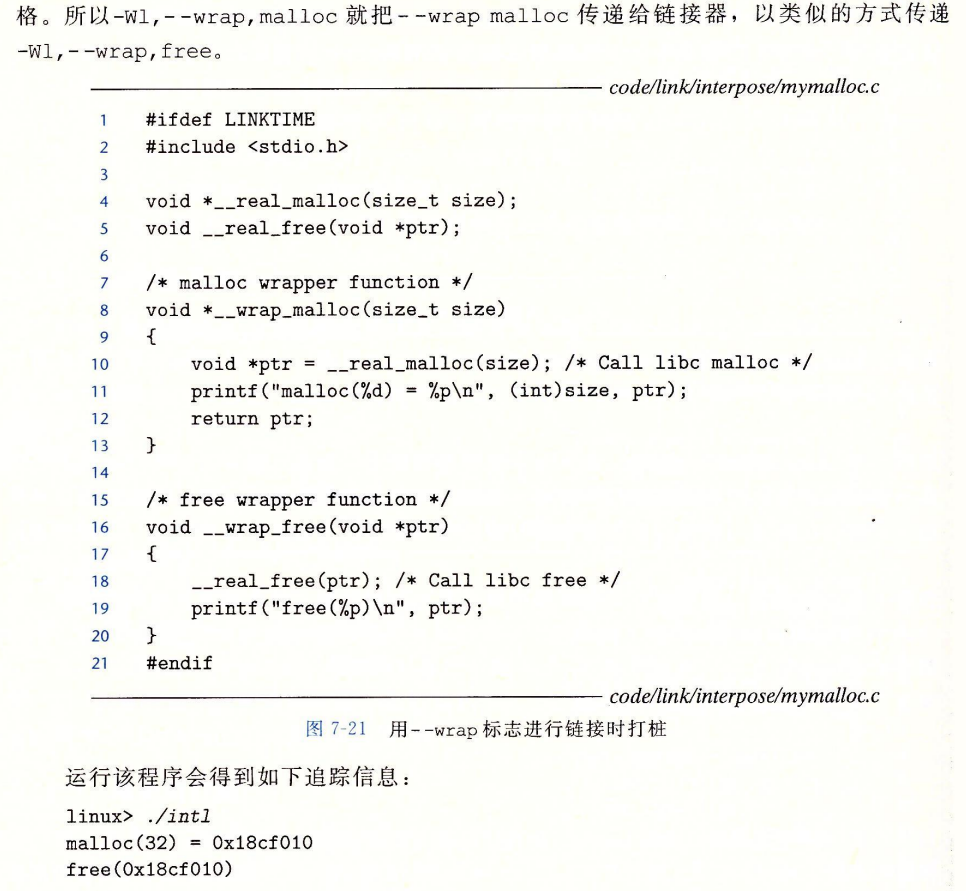 格。所以-Wl,--wrap,malloc 就把--wrap malloc 传递给链接器，以类似的方式传递
-Wl,--wrap,free。
code/link/interpose/mymalloc.c
1 #ifdef LINKTIME
2 #include <stdio.h>
3
4 void *__real_malloc(size_t size);
5 void __real_free(void *ptr);
6
7 /* malloc wrapper function */
8 void *__wrap_malloc(size_t size)
9 {
10     void *ptr = __real_malloc(size); /* Call libc malloc */
11     printf("malloc(%d) = %p\n", (int)size, ptr);
12     return ptr;
13 }
14
15 /* free wrapper function */
16 void __wrap_free(void *ptr)
17 {
18     __real_free(ptr); /* Call libc free */
19     printf("free(%p)\n", ptr);
20 }
21 #endif
code/link/interpose/mymalloc.c
图 7-21 用--wrap 标志进行链接时打桩
运行该程序会得到如下追踪信息：
linux> ./intl
malloc(32) = 0x18cf010
free(0x18cf010)